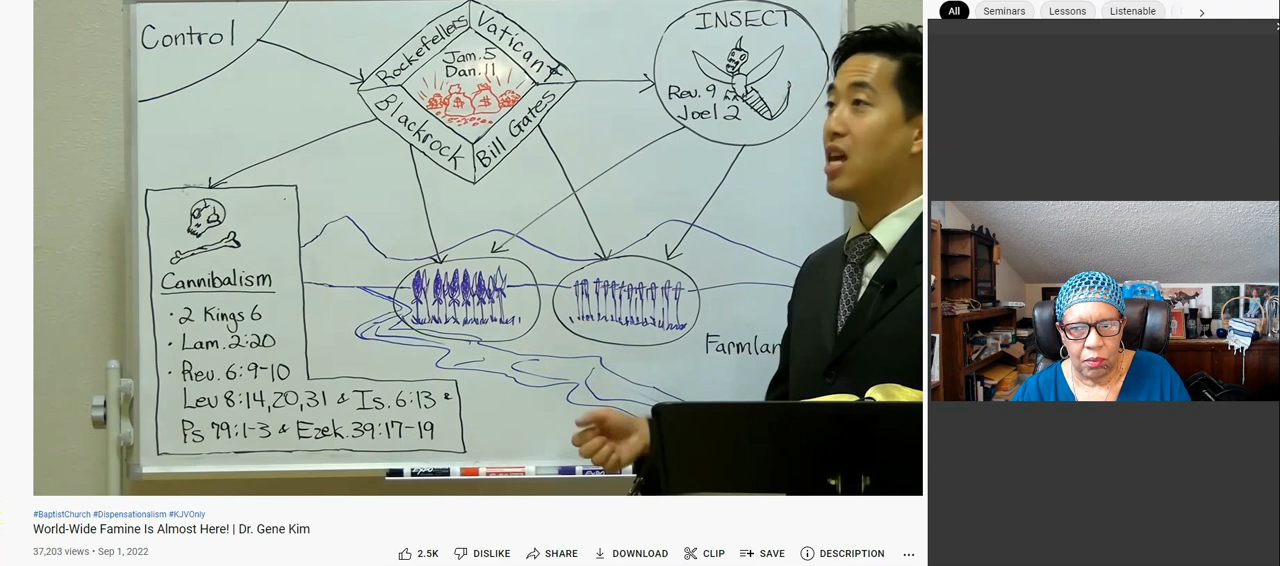 All
Seminars
Lessons
Listenable
Control
Rockefellers
Vatican
Jam. 5
Dan. 11
$ $
Blackrock
Bill Gates
INSECT
Rev. 9
Joel 2
Cannibalism
• 2 Kings 6
• Lam. 2:20
• Rev. 6:9-10
Lev 8:14,20,31 & Is. 6:13 &
Ps 79:1-3 & Ezek. 39:17-19
Farmlan
EXPO
#BaptistChurch #Dispensationalism #KJVOnly
World-Wide Famine Is Almost Here! | Dr. Gene Kim
37,203 views • Sep 1, 2022
2.5K
DISLIKE
SHARE
DOWNLOAD
CLIP
SAVE
DESCRIPTION